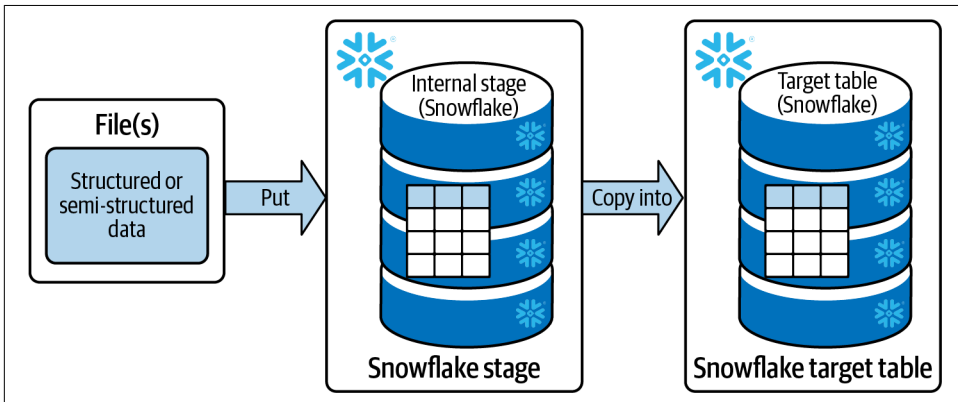 File(s)
Structured or
semi-structured
data
Put
Internal stage
(Snowflake)
Snowflake stage
Copy into
Target table
(Snowflake)
Snowflake target table